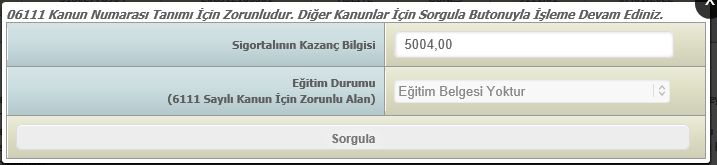 06111 Kanun Numarası Tanımı İçin Zorunludur. Diğer Kanunlar İçin Sorgula Butonuyla İşleme Devam Ediniz.
Sigortalının Kazanç Bilgisi 5004,00
Eğitim Durumu
(6111 Sayılı Kanun İçin Zorunlu Alan) Eğitim Belgesi Yoktur
Sorgula